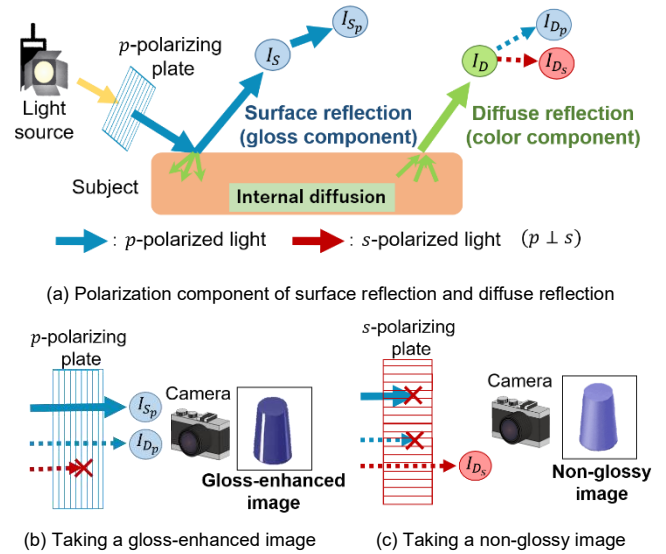 I_S
I_{S_p}
I_{D_p}
I_D
I_{D_s}
p-polarizing
plate
Light
source
Surface reflection
(gloss component)
Diffuse reflection
(color component)
Subject
Internal diffusion
: p-polarized light
: s-polarized light
(p ⊥ s)
(a) Polarization component of surface reflection and diffuse reflection
p-polarizing
plate
Camera
I_{S_p}
I_{D_p}
Gloss-enhanced
image
(b) Taking a gloss-enhanced image
s-polarizing
plate
Camera
I_{D_s}
Non-glossy
image
(c) Taking a non-glossy image